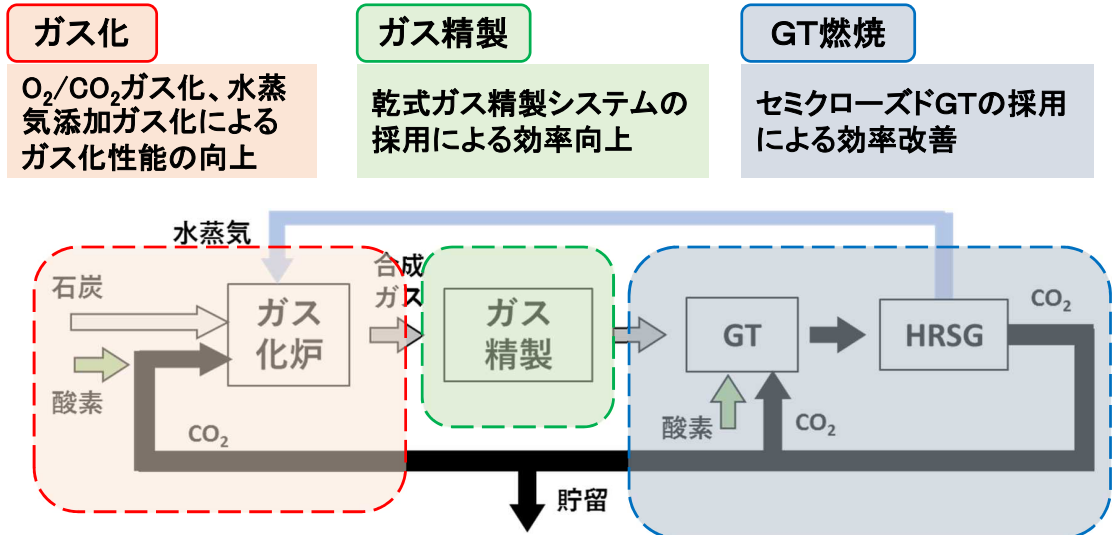 ガス化
O₂/CO₂ガス化、水蒸
気添加ガス化による
ガス化性能の向上
ガス精製
乾式ガス精製システムの
採用による効率向上
GT燃焼
セミクローズドGTの採用
による効率改善
水蒸気
石炭
酸素
CO₂
ガス
化炉
合成
ガス
ガス
精製
GT
HRSG
CO₂
酸素
CO₂
貯留